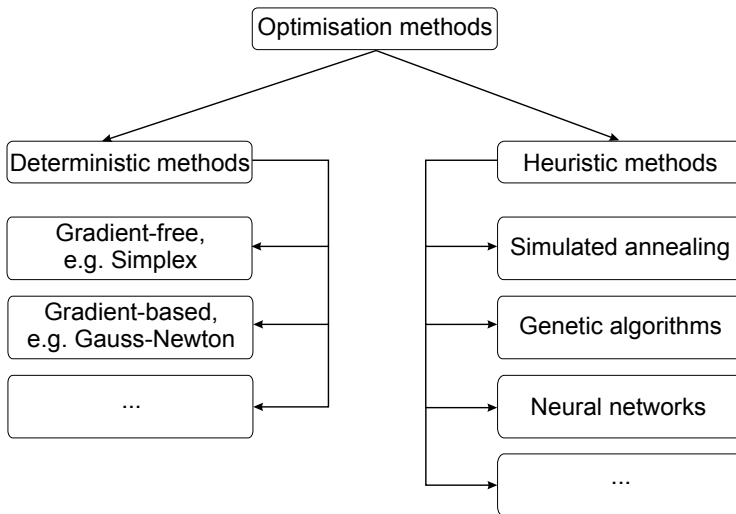 Optimisation methods
Deterministic methods
Gradient-free,
e.g. Simplex
Gradient-based,
e.g. Gauss-Newton
...
Heuristic methods
Simulated annealing
Genetic algorithms
Neural networks
...